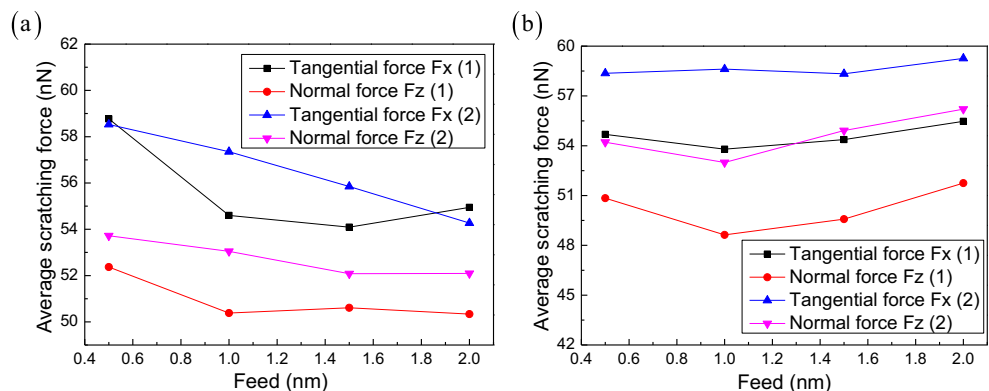 (a)
Average scratching force (nN)
62
60
58
56
54
52
50
0.4 0.6 0.8 1.0 1.2 1.4 1.6 1.8 2.0
Feed (nm)
Tangential force Fx (1)
Normal force Fz (1)
Tangential force Fx (2)
Normal force Fz (2)
(b)
Average scratching force (nN)
60
57
54
51
48
45
42
0.4 0.6 0.8 1.0 1.2 1.4 1.6 1.8 2.0
Feed (nm)
Tangential force Fx (1)
Normal force Fz (1)
Tangential force Fx (2)
Normal force Fz (2)